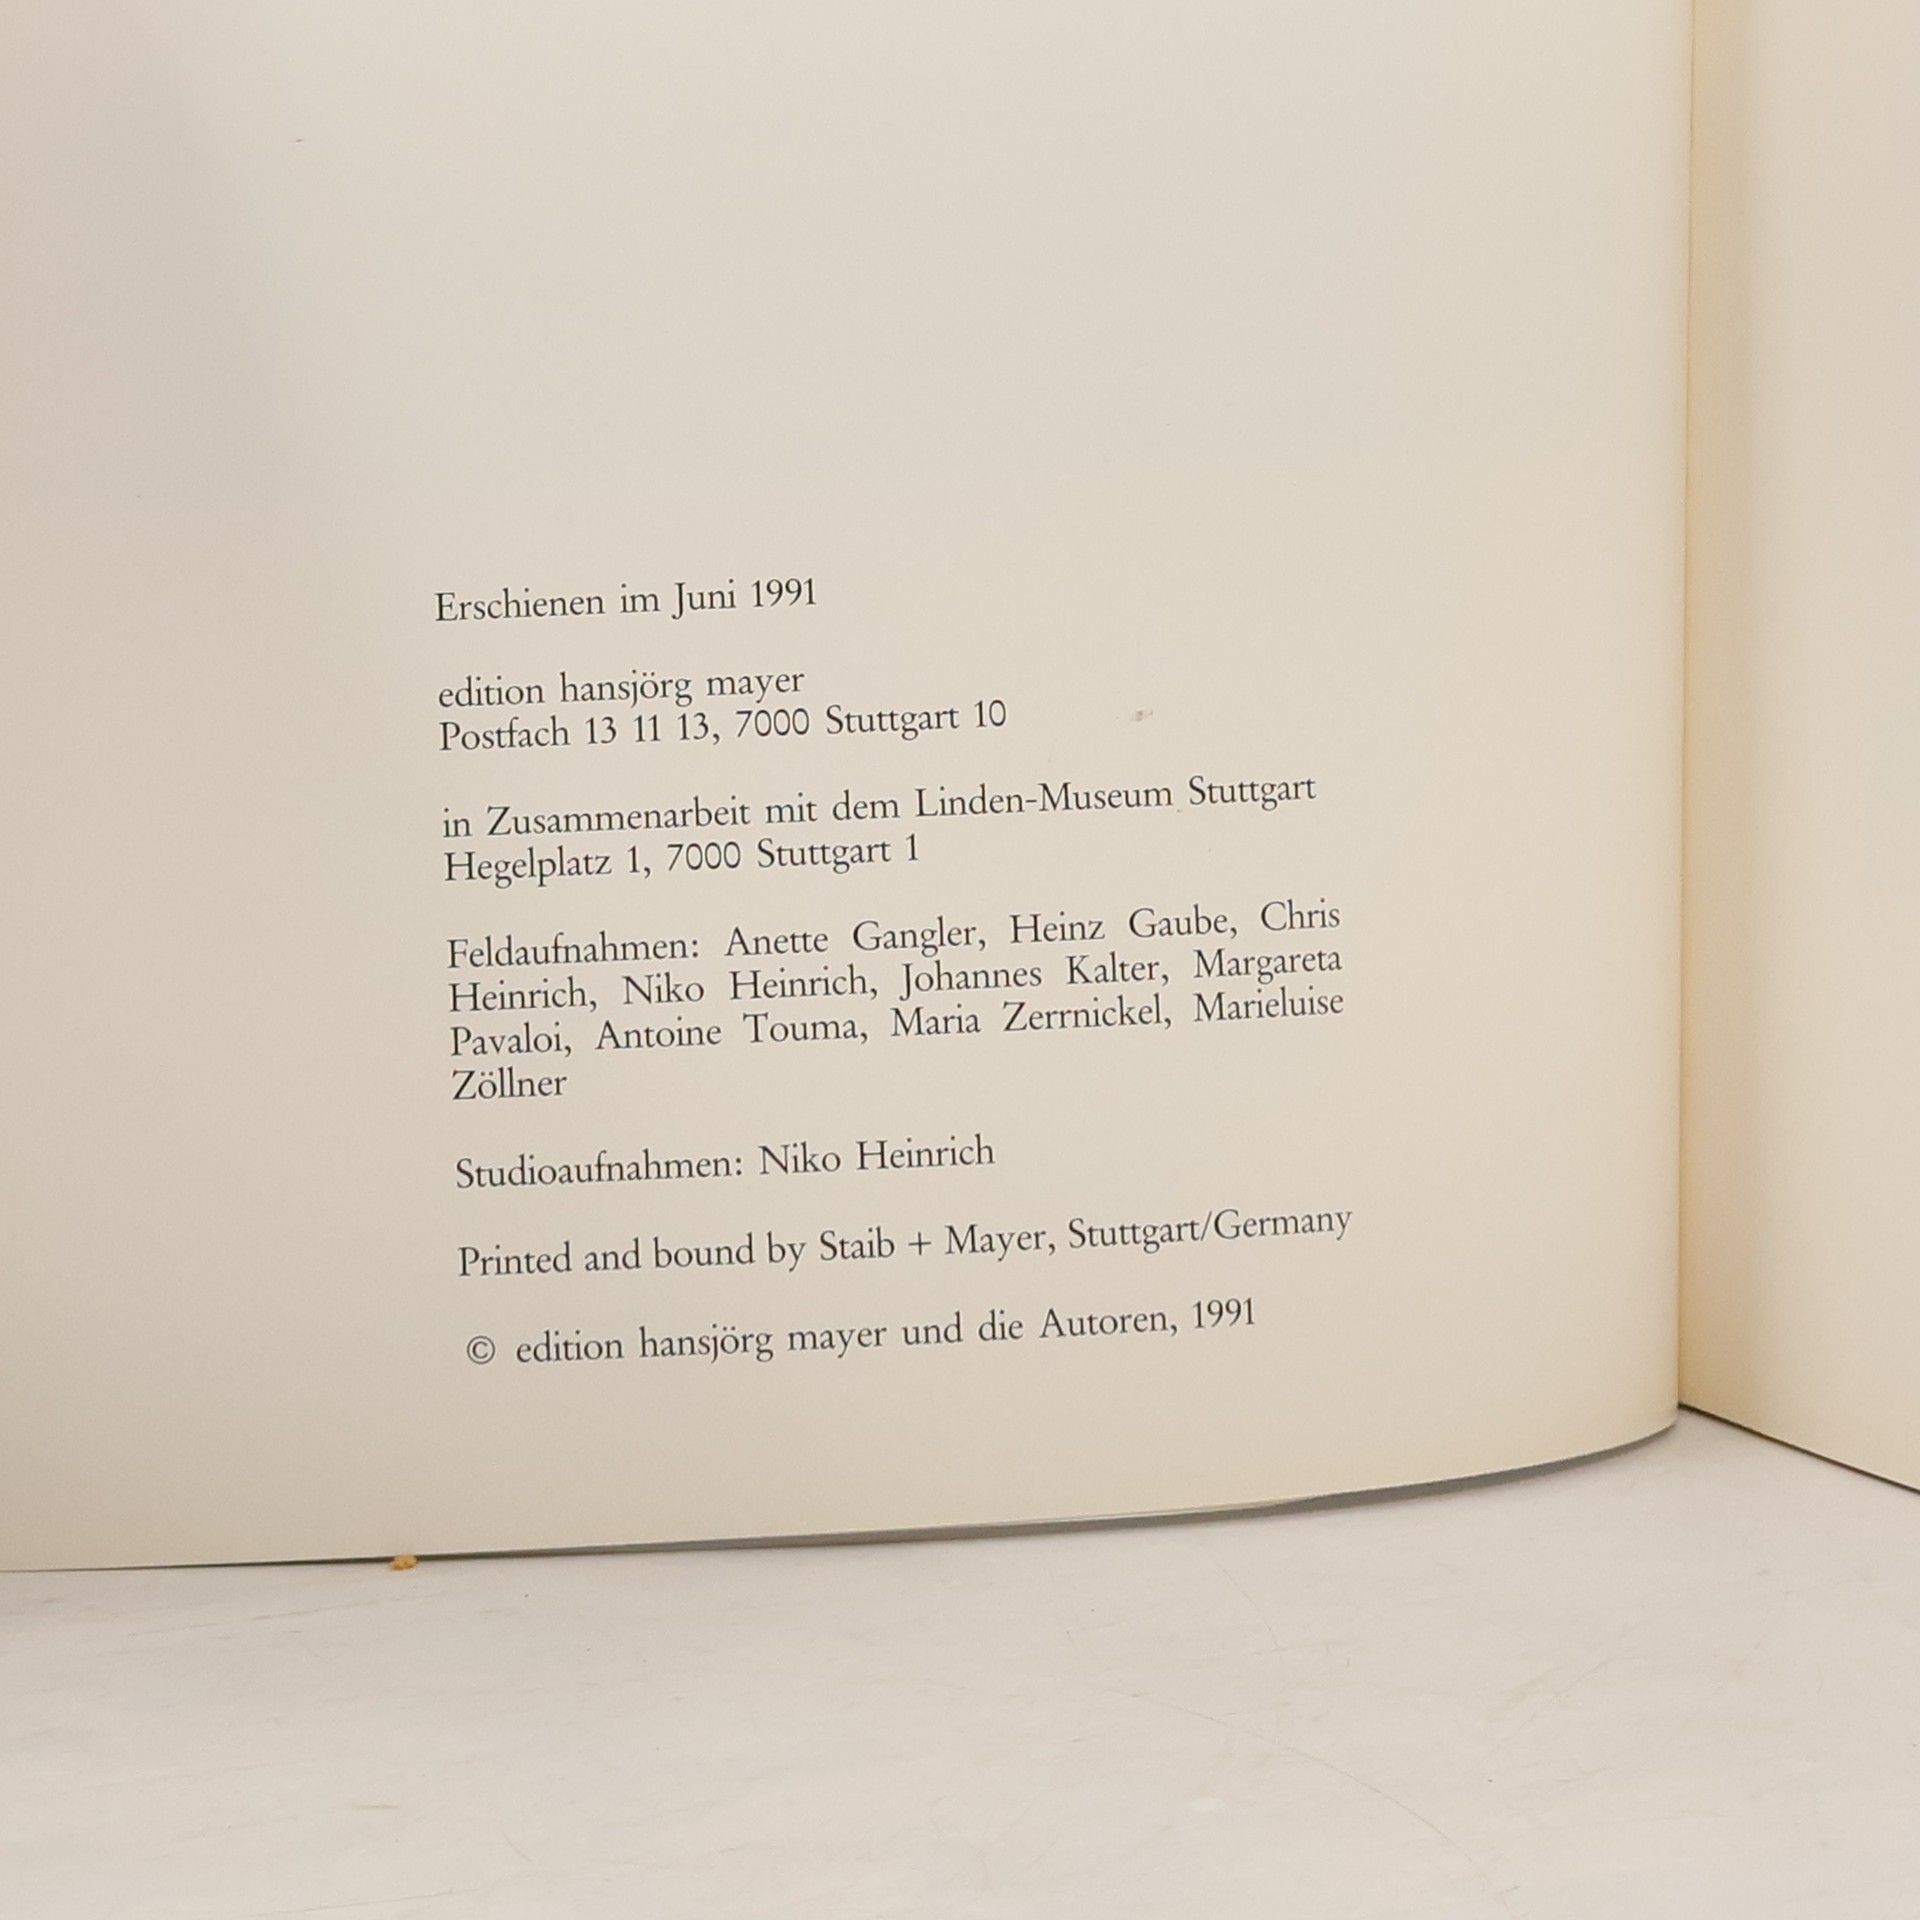 Erschienen im Juni 1991
edition hansjörg mayer
Postfach 13 11 13, 7000 Stuttgart 10
in Zusammenarbeit mit dem Linden-Museum Stuttgart
Hegelplatz 1, 7000 Stuttgart 1
Feldaufnahmen: Anette Gangler, Heinz Gaube, Chris
Heinrich, Niko Heinrich, Johannes Kalter, Margareta
Pavaloi, Antoine Touma, Maria Zerrnickel, Marieluise
Zöllner
Studioaufnahmen: Niko Heinrich
Printed and bound by Staib + Mayer, Stuttgart/Germany
© edition hansjörg mayer und die Autoren, 1991